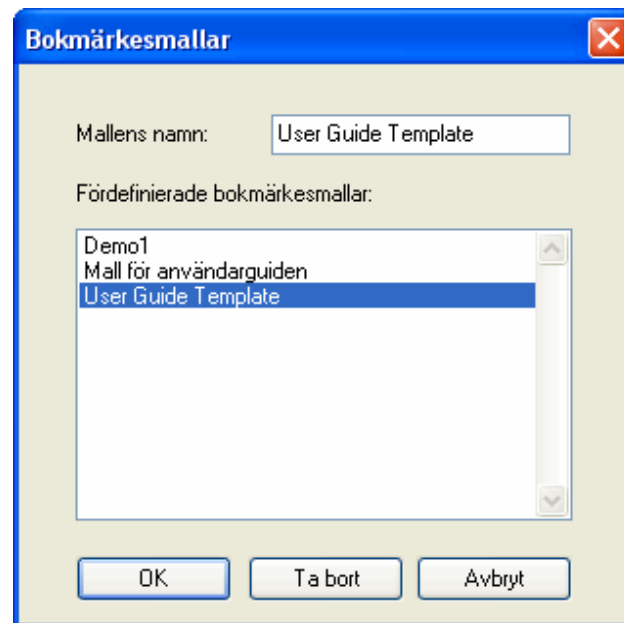 Bokmärkesmallar
Mallens namn: User Guide Template
Fördefinierade bokmärkesmallar:
Demo1
Mall för användarguiden
User Guide Template
OK Ta bort Avbryt